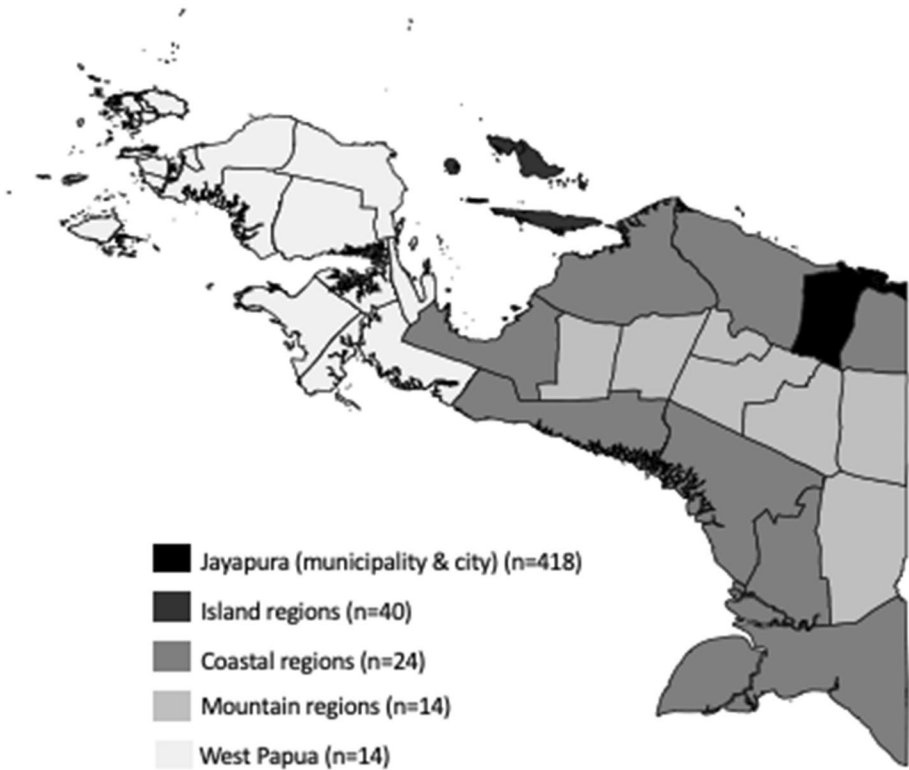 Jayapura (municipality & city) (n=418)
Island regions (n=40)
Coastal regions (n=24)
Mountain regions (n=14)
West Papua (n=14)